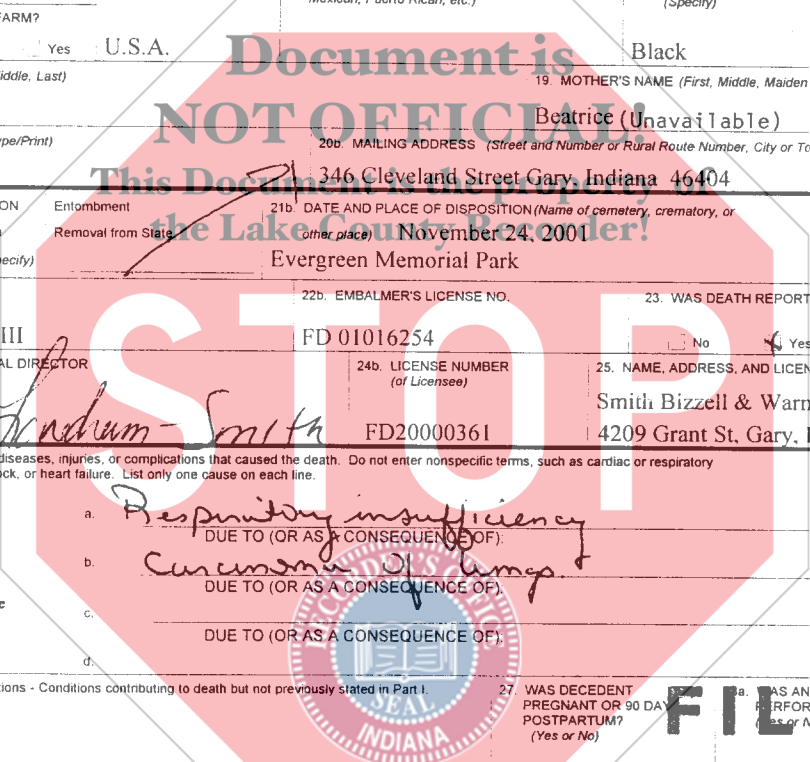 Mexican, Puerto Rican, etc.)
(Specify)
FARM?
Yes U.S.A.
Black
Document is
iddle, Last)
19. MOTHER'S NAME (First, Middle, Maiden
NOT OFFICIAL!
Beatrice (Unavailable)
ype/Print)
20b. MAILING ADDRESS (Street and Number or Rural Route Number, City or To
346 Cleveland Street Gary, Indiana 46404
This Document is the property of
ON Entombment
21b. DATE AND PLACE OF DISPOSITION (Name of cemetery, crematory, or
Removal from State
other place) November 24, 2001
the Lake County Recorder!
ecify)
Evergreen Memorial Park
22b. EMBALMER'S LICENSE NO.
23. WAS DEATH REPORT
III
FD 01016254
No Yes
STOP
AL DIRECTOR
24b. LICENSE NUMBER
(of Licensee)
25. NAME, ADDRESS, AND LICEN
Smith Bizzell & Warn
FD20000361
4209 Grant St, Gary, I
diseases, injuries, or complications that caused the death. Do not enter nonspecific terms, such as cardiac or respiratory
ck, or heart failure. List only one cause on each line.
a. Respiratory insufficiency
DUE TO (OR AS A CONSEQUENCE OF):
b. Carcinoma of lungs.
DUE TO (OR AS A CONSEQUENCE OF):
c.
DUE TO (OR AS A CONSEQUENCE OF):
d.
RECORDER'S OFFICE
SEAL
INDIANA
tions - Conditions contributing to death but not previously stated in Part I.
27. WAS DECEDENT
PREGNANT OR 90 DAY
POSTPARTUM?
(Yes or No)
FIL